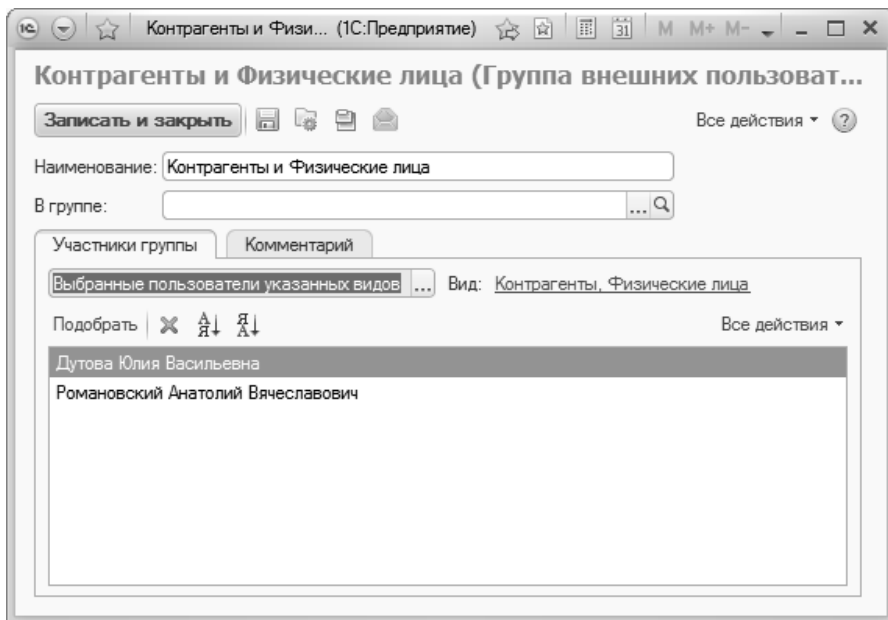 1С Контрагенты и Физи... (1С:Предприятие) 31 M M+ M-
Контрагенты и Физические лица (Группа внешних пользоват...
Записать и закрыть Все действия ?
Наименование: Контрагенты и Физические лица
В группе: ...
Участники группы Комментарий
Выбранные пользователи указанных видов ... Вид: Контрагенты, Физические лица
Подобрать А Я Я А Все действия
Дутова Юлия Васильевна
Романовский Анатолий Вячеславович